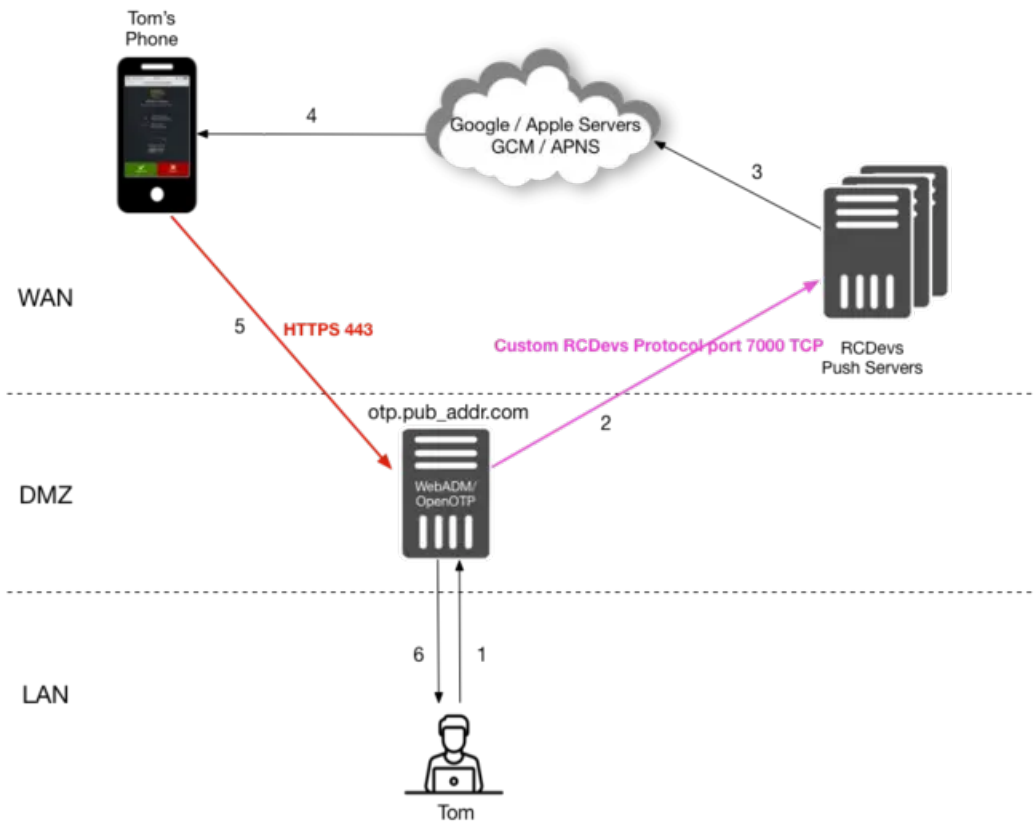 Tom's
Phone
4
Google / Apple Servers
GCM / APNS
3
WAN
5
HTTPS 443
Custom RCDevs Protocol port 7000 TCP
RCDevs
Push Servers
otp.pub_addr.com
2
DMZ
WebADM/
OpenOTP
6
1
LAN
Tom